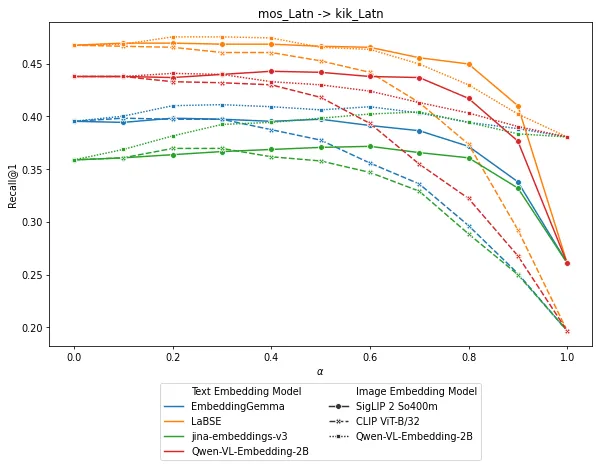 mos_Latn -> kik_Latn
Recall@1
0.45
0.40
0.35
0.30
0.25
0.20
0.0
0.2
0.4
0.6
0.8
1.0
α
Text Embedding Model
EmbeddingGemma
LaBSE
jina-embeddings-v3
Qwen-VL-Embedding-2B
Image Embedding Model
SigLIP 2 So400m
CLIP ViT-B/32
Qwen-VL-Embedding-2B